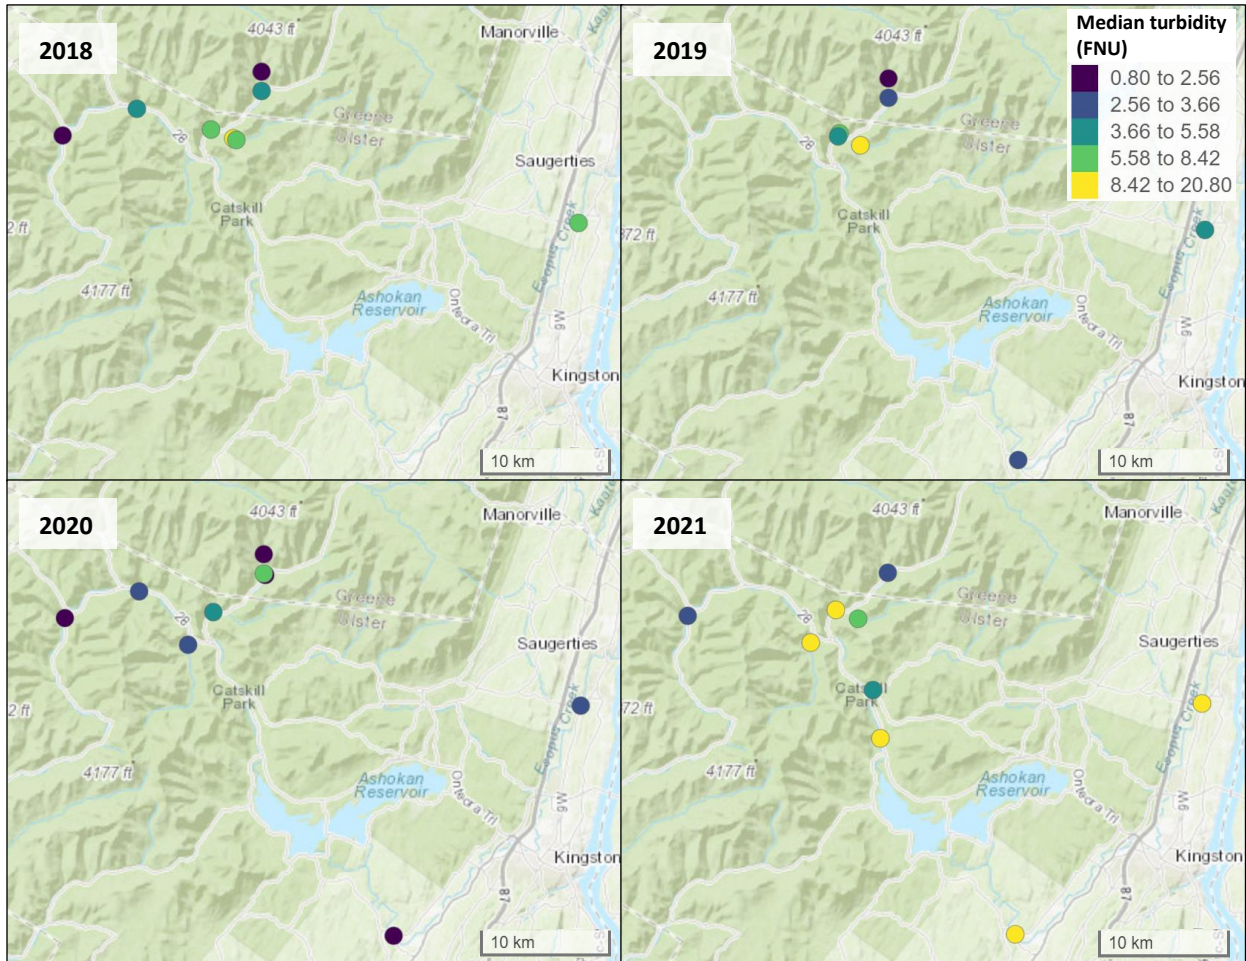 2018
4043 ft
Manorville
Kaate
28
Greene
Ulster
Saugerties
Catskill
Park
2 ft
Esopus Creek
4177 ft
Ashokan
Reservoir
Onteora Trl
9W
Kingston
87
10 km
2019
4043 ft
Median turbidity
(FNU)
0.80 to 2.56
2.56 to 3.66
3.66 to 5.58
5.58 to 8.42
8.42 to 20.80
28
Greene
Ulster
Catskill
Park
872 ft
Esopus Creek
4177 ft
Ashokan
Reservoir
Onteora Trl
9W
Kingston
87
10 km
2020
4043 ft
Manorville
Kaate
28
Greene
Ulster
Saugerties
Catskill
Park
2 ft
Esopus Creek
4177 ft
Ashokan
Reservoir
Onteora Trl
9W
Kingston
87
10 km
2021
4043 ft
Manorville
Kaate
28
Greene
Ulster
Saugerties
Catskill
Park
72 ft
Esopus Creek
4177 ft
Ashokan
Reservoir
Onteora Trl
9W
Kingston
87
10 km